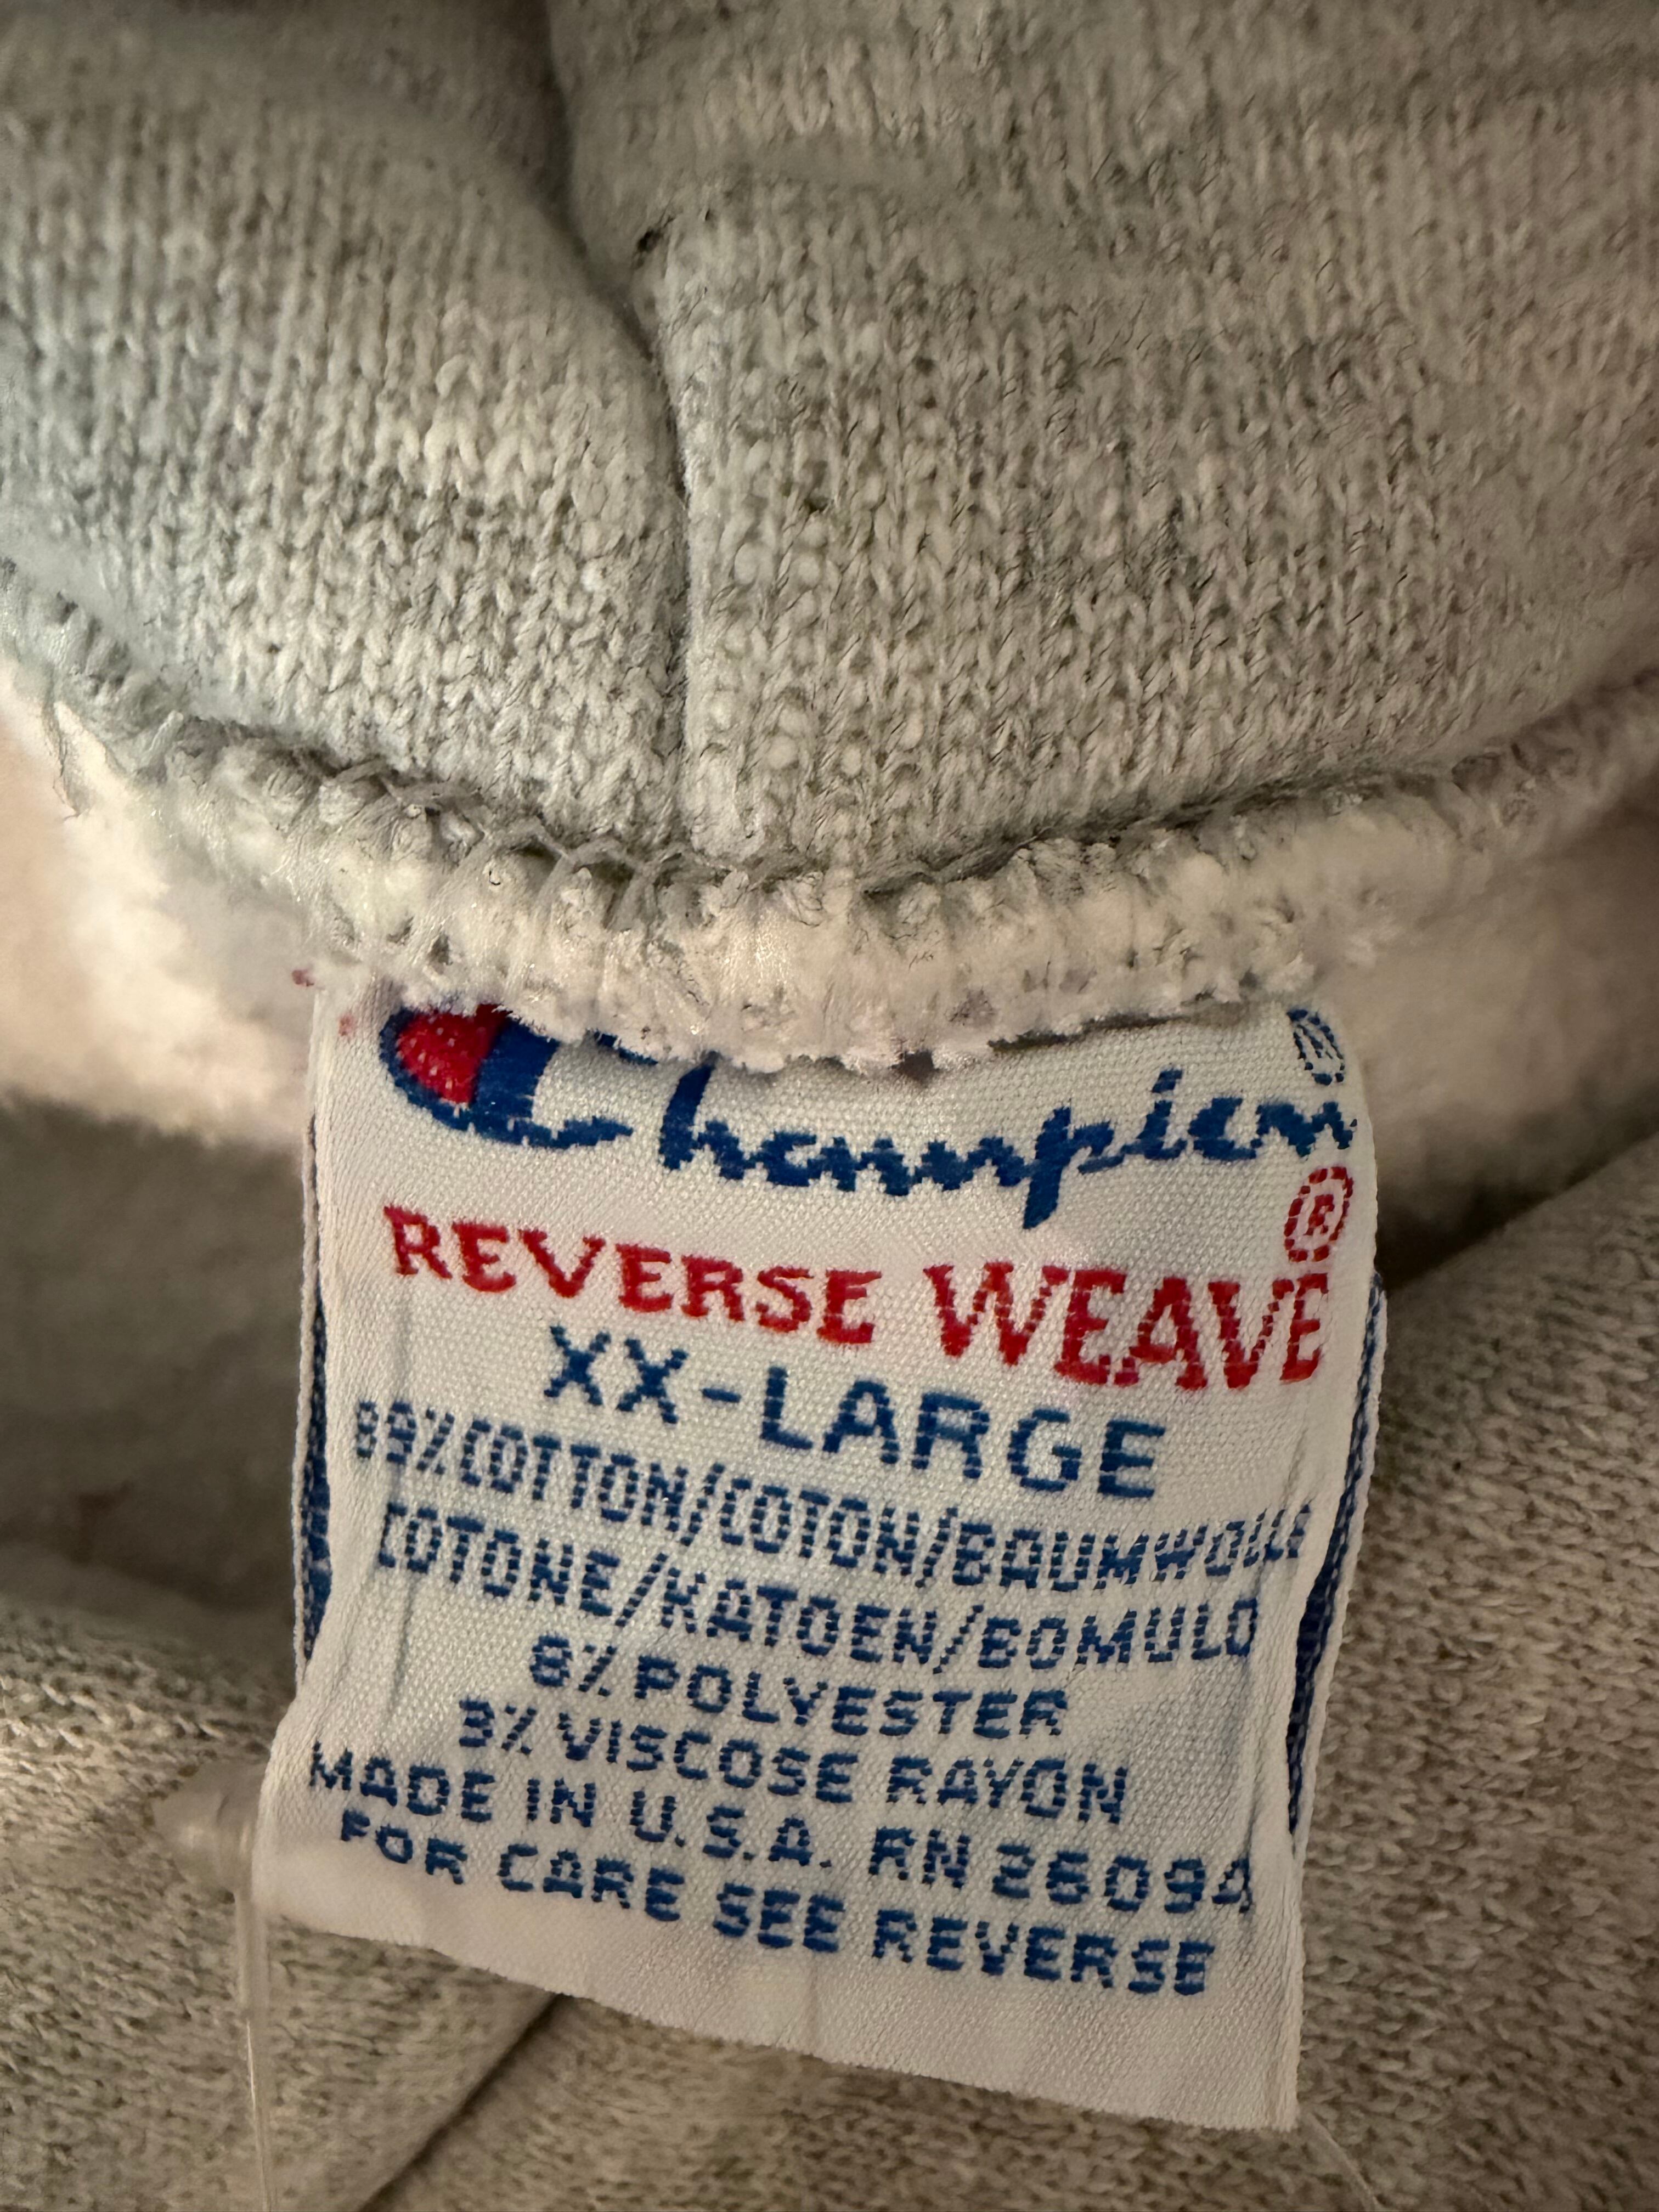 Champion®
REVERSE WEAVE®
XX-LARGE
89% COTTON/COTON/BAUMWOLLE
COTONE/KATOEN/BOMULD
8% POLYESTER
3% VISCOSE RAYON
MADE IN U.S.A. RN 26094
FOR CARE SEE REVERSE